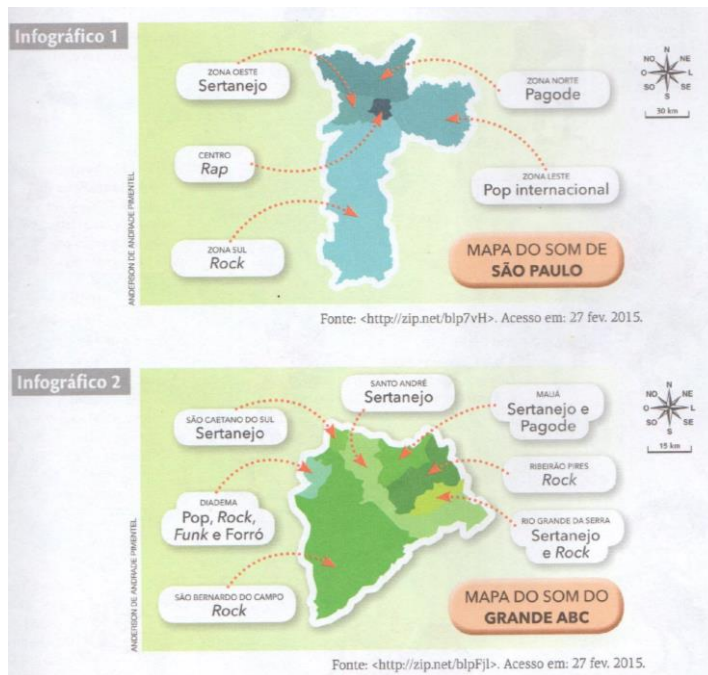 Infográfico 1
ZONA OESTE
Sertanejo
ZONA NORTE
Pagode
CENTRO
Rap
ZONA LESTE
Pop internacional
ZONA SUL
Rock
MAPA DO SOM DE
SÃO PAULO
N
NO
NE
O
L
SO
SE
S
30 km
ANDERSON DE ANDRADE PIMENTEL
Fonte: <http://zip.net/blp7vH>. Acesso em: 27 fev. 2015.
Infográfico 2
SANTO ANDRÉ
Sertanejo
SÃO CAETANO DO SUL
Sertanejo
MAUÁ
Sertanejo e
Pagode
DIADEMA
Pop, Rock,
Funk e Forró
RIBEIRÃO PIRES
Rock
RIO GRANDE DA SERRA
Sertanejo
e Rock
SÃO BERNARDO DO CAMPO
Rock
MAPA DO SOM DO
GRANDE ABC
N
NO
NE
O
L
SO
SE
S
15 km
ANDERSON DE ANDRADE PIMENTEL
Fonte: <http://zip.net/blpFjl>. Acesso em: 27 fev. 2015.